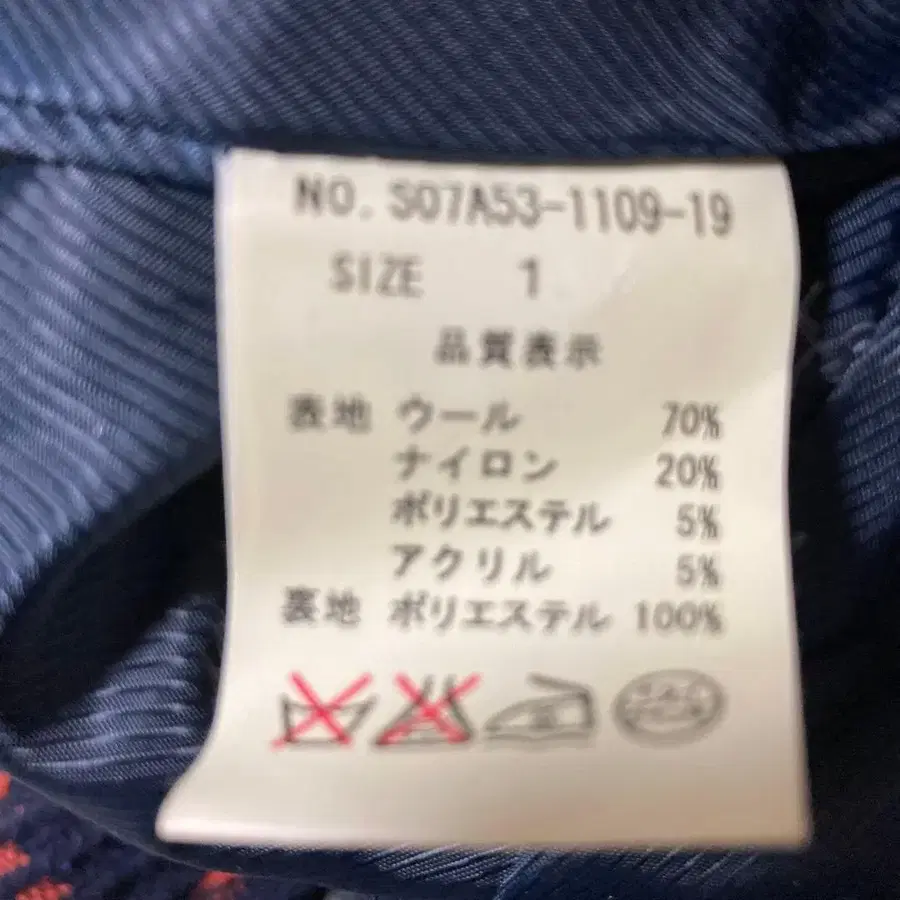 NO. S07A53-1109-19
SIZE 1
品質表示
表地 ウール 70%
ナイロン 20%
ポリエステル 5%
アクリル 5%
裏地 ポリエステル 100%